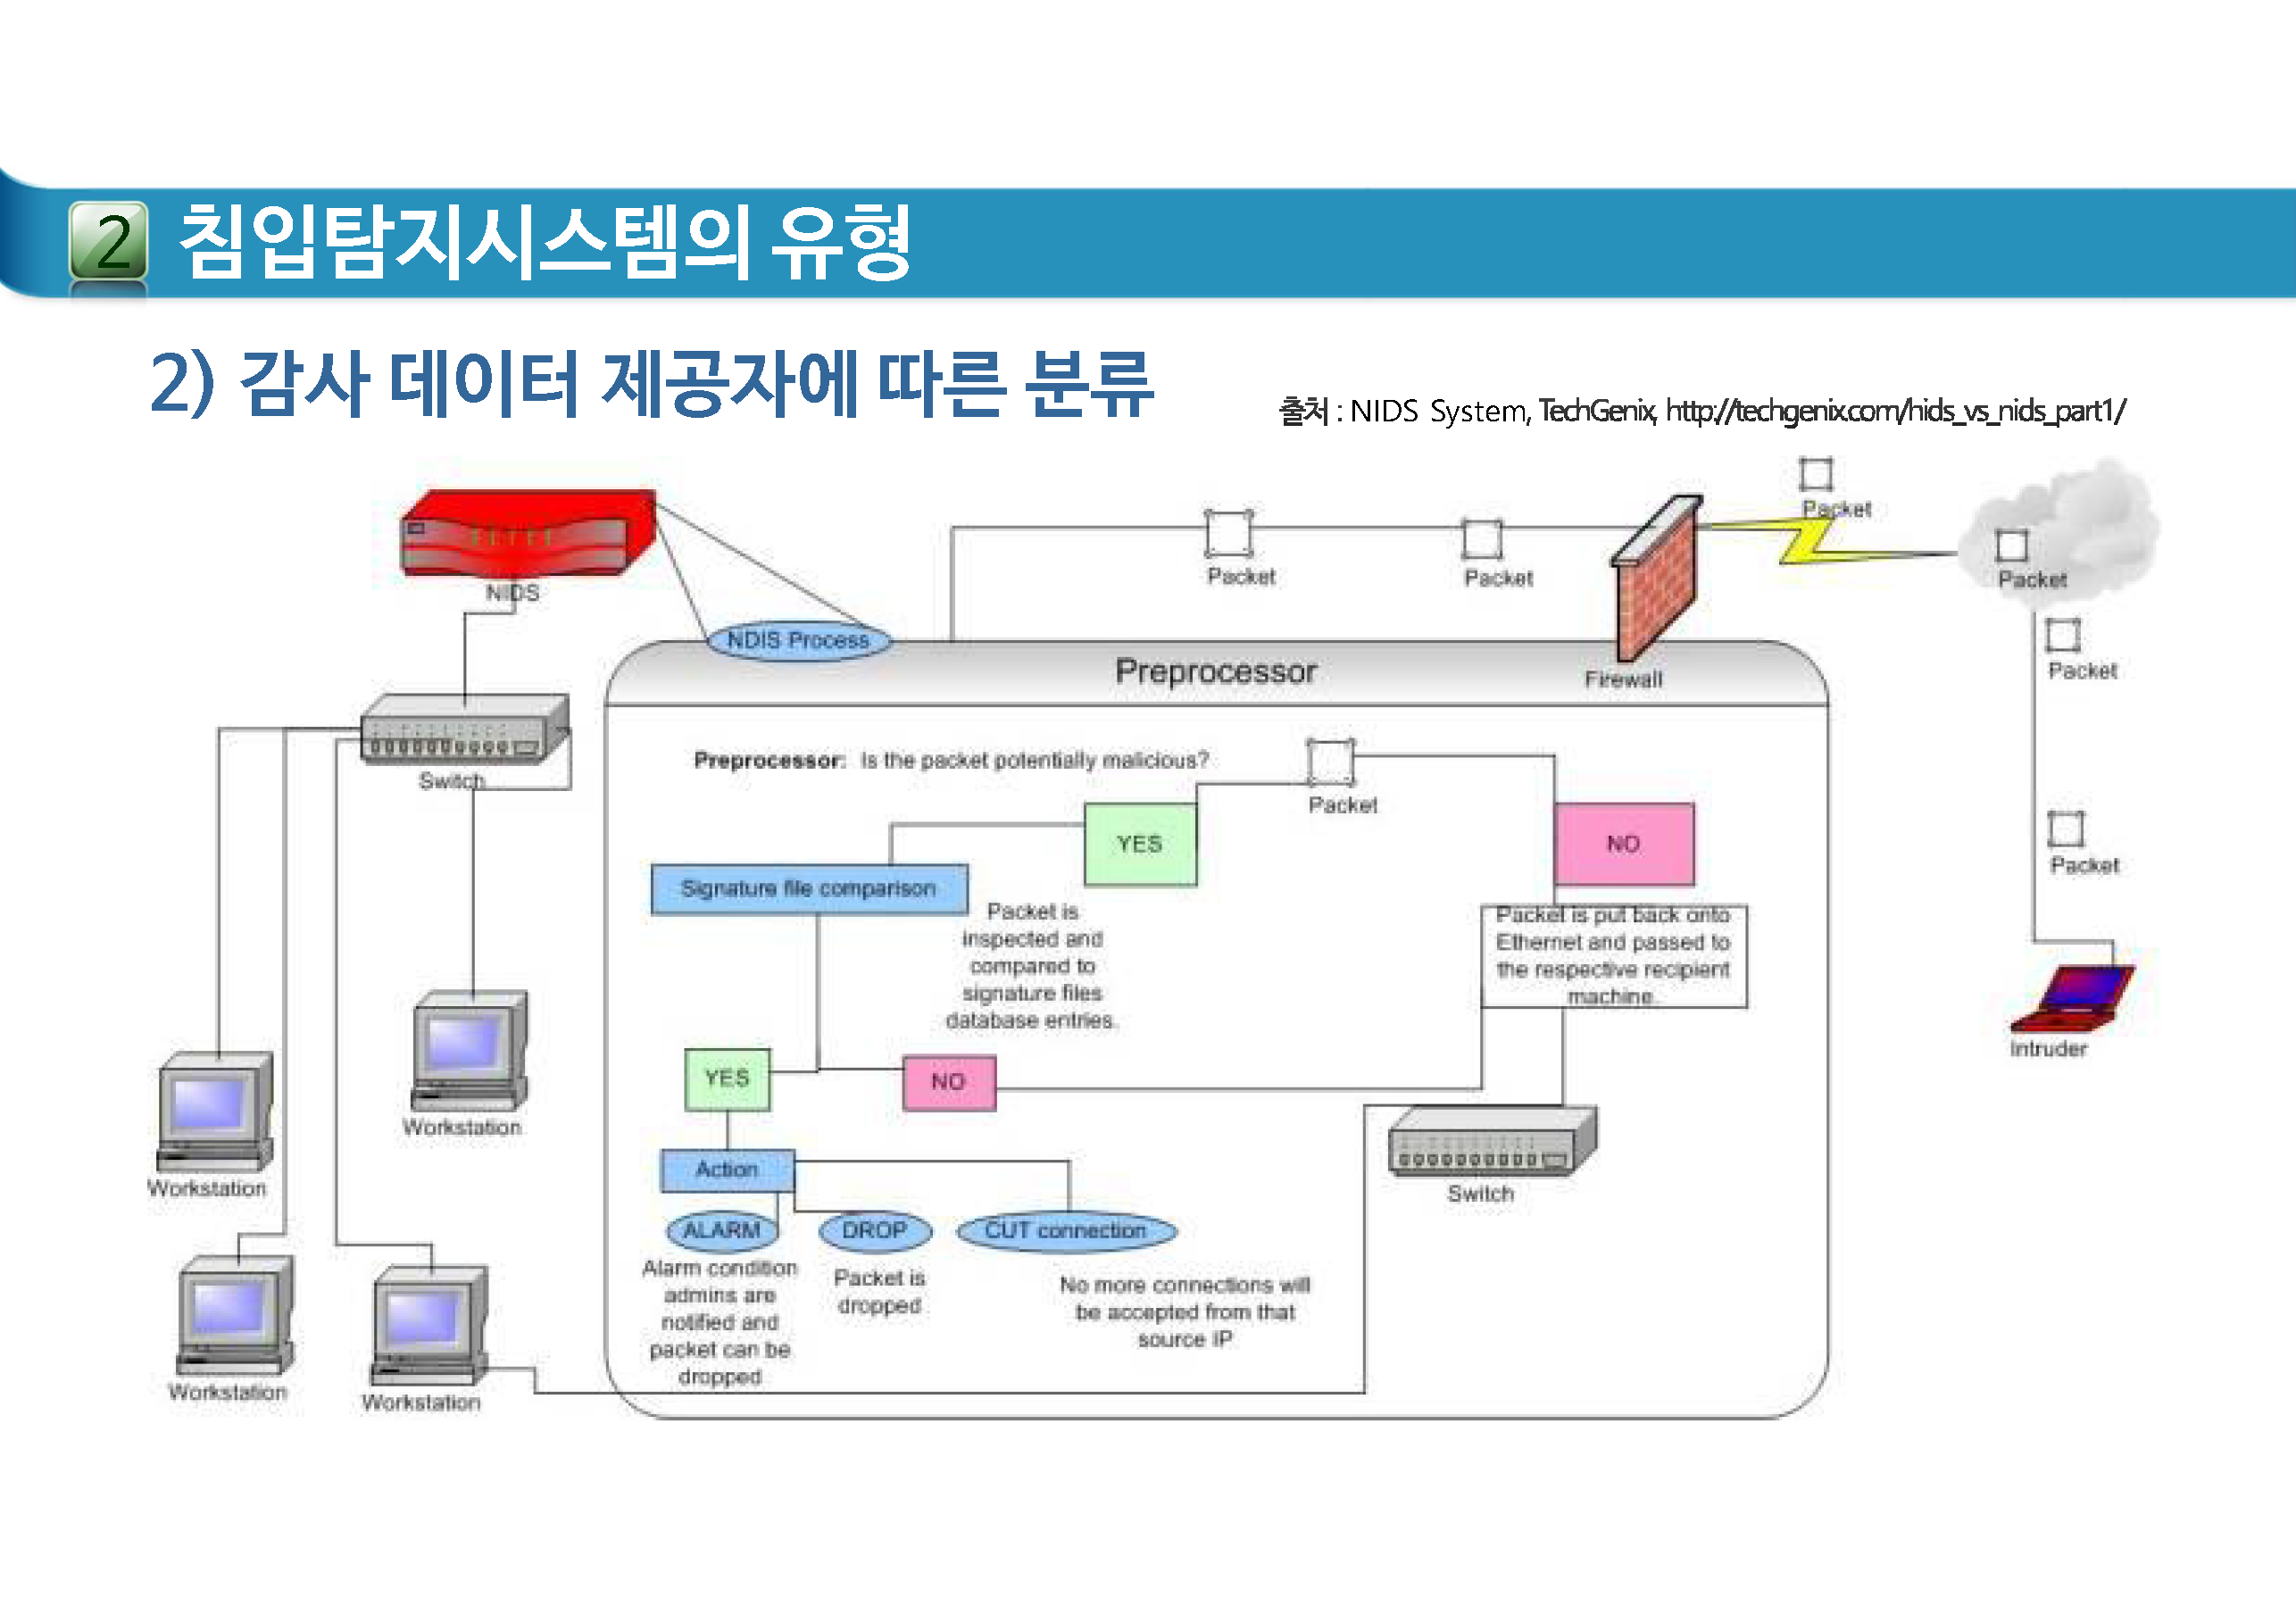 2 침입탐지시스템의 유형
2) 감사 데이터 제공자에 따른 분류
출처 : NIDS System, TechGenix, http://techgenix.com/hids_vs_nids_part1/
NIDS
NDIS Process
Packet
Packet
Packet
Packet
Packet
Packet
Firewall
Preprocessor
Switch
Preprocessor: Is the packet potentially malicious?
Packet
YES
NO
Signature file comparison
Packet is
inspected and
compared to
signature files
database entries.
Packet is put back onto
Ethernet and passed to
the respective recipient
machine.
YES
NO
Action
ALARM
DROP
CUT connection
Alarm condition
admins are
notified and
packet can be
dropped
Packet is
dropped
No more connections will
be accepted from that
source IP
Switch
Intruder
Workstation
Workstation
Workstation
Workstation